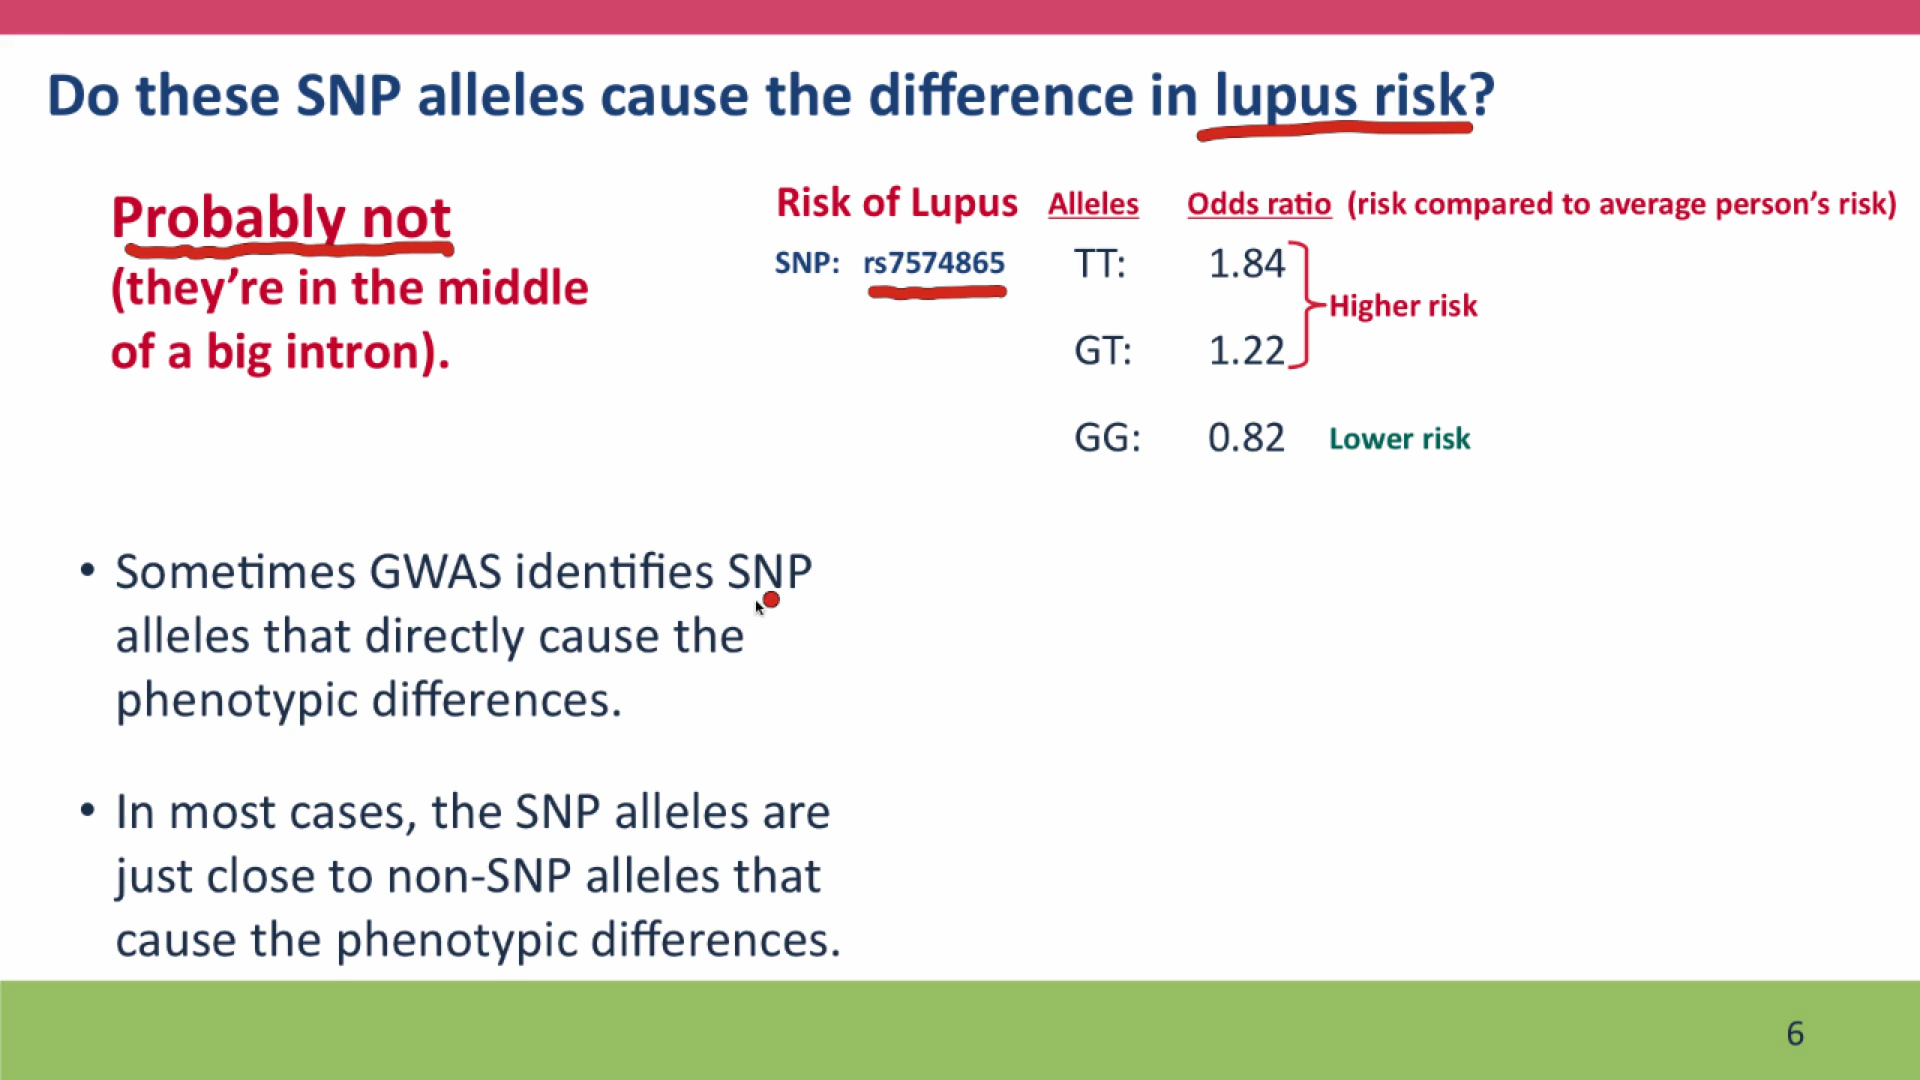 Do these SNP alleles cause the difference in lupus risk?
Probably not
(they’re in the middle
of a big intron).
Risk of Lupus Alleles Odds ratio (risk compared to average person’s risk)
SNP: rs7574865 TT: 1.84
Higher risk
GT: 1.22
GG: 0.82 Lower risk
• Sometimes GWAS identifies SNP
alleles that directly cause the
phenotypic differences.
• In most cases, the SNP alleles are
just close to non-SNP alleles that
cause the phenotypic differences.
6